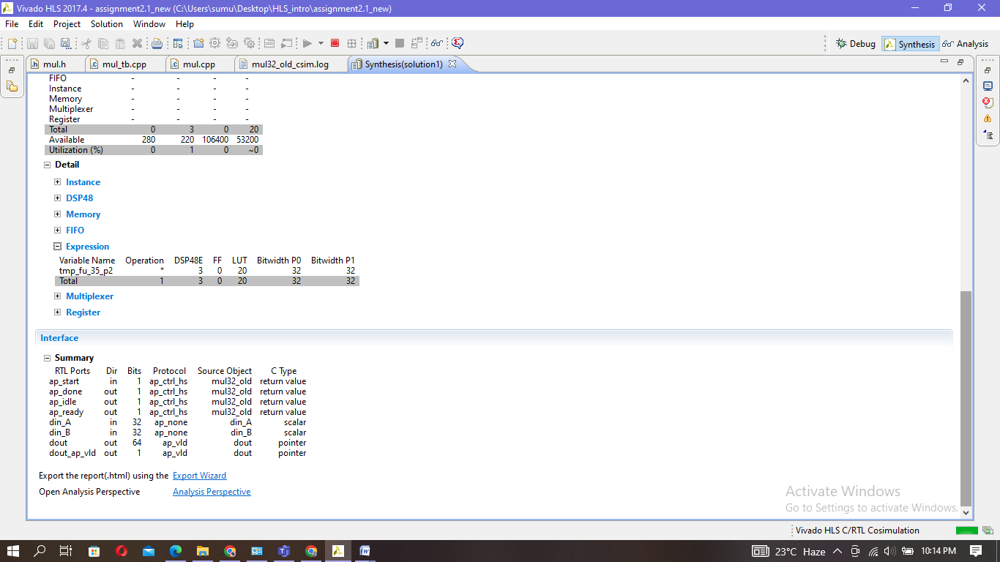 Vivado HLS 2017.4 - assignment2.1_new (C:\Users\sumu\Desktop\HLS_intro\assignment2.1_new)
File Edit Project Solution Window Help
Debug Synthesis Analysis
mul.h mul_tb.cpp mul.cpp mul32_old_csim.log Synthesis(solution1)
FIFO - - - -
Instance - - - -
Memory - - - -
Multiplexer - - - -
Register - - - -
Total 0 3 0 20
Available 280 220 106400 53200
Utilization (%) 0 1 0 ~0
Detail
Instance
DSP48
Memory
FIFO
Expression
Variable Name Operation DSP48E FF LUT Bitwidth P0 Bitwidth P1
tmp_fu_35_p2 * 3 0 20 32 32
Total 1 3 0 20 32 32
Multiplexer
Register
Interface
Summary
RTL Ports Dir Bits Protocol Source Object C Type
ap_start in 1 ap_ctrl_hs mul32_old return value
ap_done out 1 ap_ctrl_hs mul32_old return value
ap_idle out 1 ap_ctrl_hs mul32_old return value
ap_ready out 1 ap_ctrl_hs mul32_old return value
din_A in 32 ap_none din_A scalar
din_B in 32 ap_none din_B scalar
dout out 64 ap_vld dout pointer
dout_ap_vld out 1 ap_vld dout pointer
Export the report(.html) using the Export Wizard
Open Analysis Perspective Analysis Perspective
Activate Windows
Go to Settings to activate Windows.
Vivado HLS C/RTL Cosimulation
23°C Haze 10:14 PM